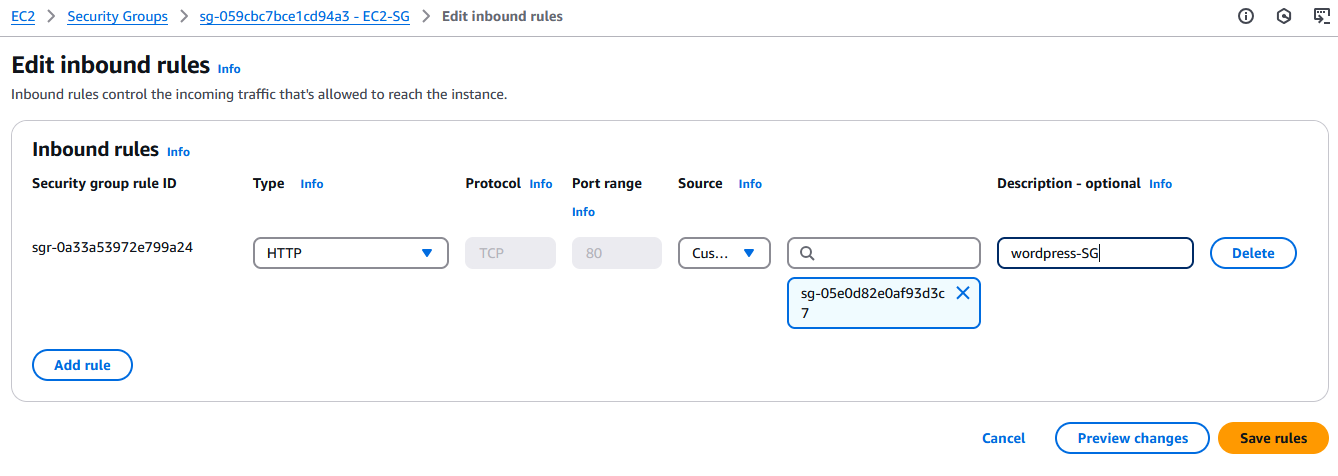 EC2 > Security Groups > sg-059cbc7bce1cd94a3 - EC2-SG > Edit inbound rules
Edit inbound rules Info
Inbound rules control the incoming traffic that's allowed to reach the instance.
Inbound rules Info
Security group rule ID Type Info Protocol Info Port range Source Info Description - optional Info
Info
sgr-0a33a53972e799a24 HTTP TCP 80 Cus... wordpress-SG Delete
sg-05e0d82e0af93d3c
7
Add rule
Cancel Preview changes Save rules